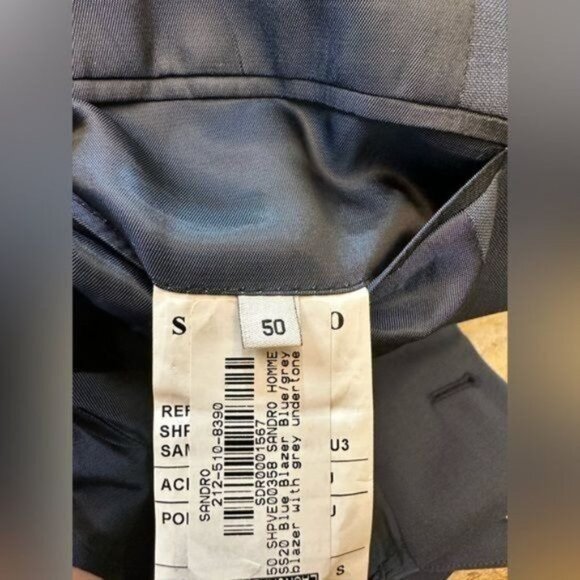 50
S O
REF
SHP
SAM U3
ACI U
PO U
S
SANDRO
212-510-8390
SDR0001567
50 SHPVE00358 SANDRO HOMME
SS20 Blue Blazer Blue/grey
blazer with grey undertone